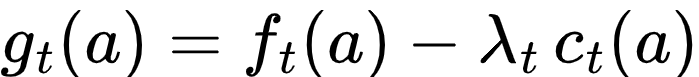 g_t(a) = f_t(a) − λ_t c_t(a)